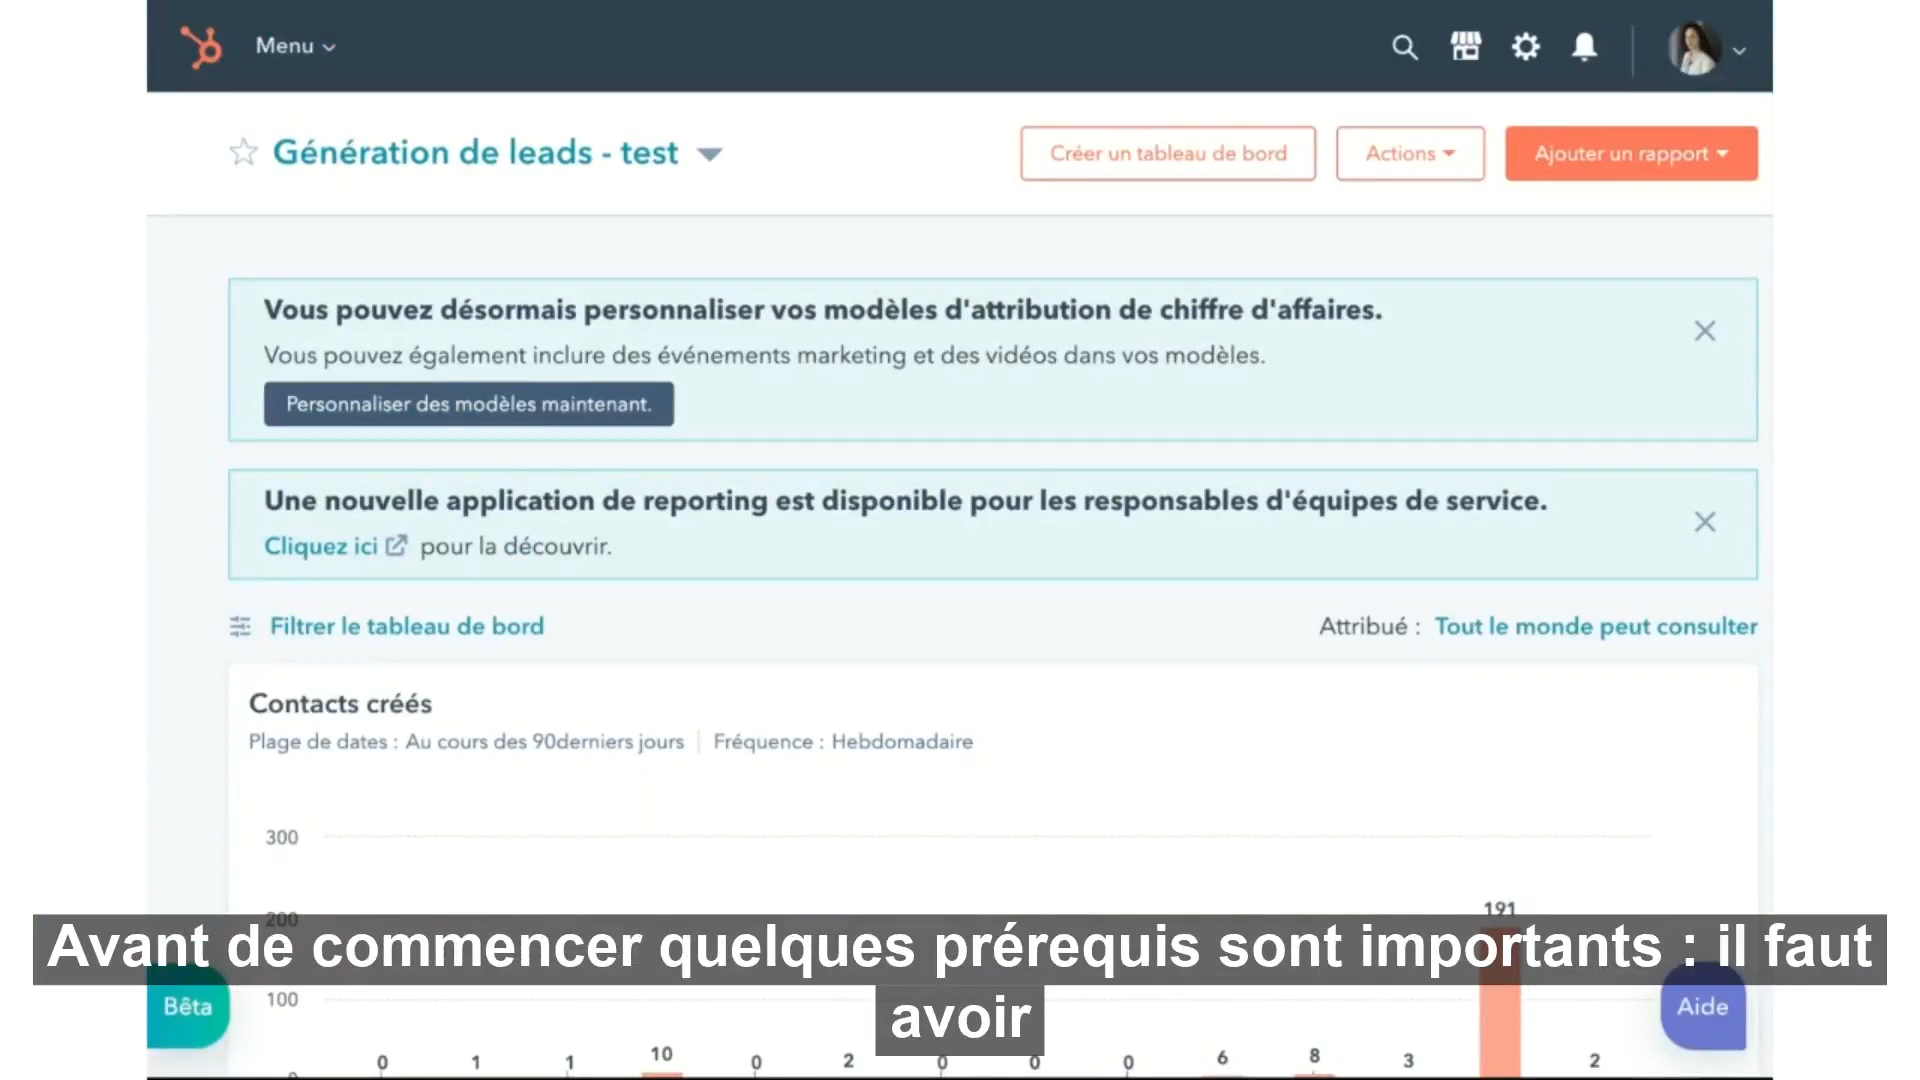 Menu
Génération de leads - test
Créer un tableau de bord
Actions
Ajouter un rapport
Vous pouvez désormais personnaliser vos modèles d'attribution de chiffre d'affaires.
Vous pouvez également inclure des événements marketing et des vidéos dans vos modèles.
Personnaliser des modèles maintenant.
Une nouvelle application de reporting est disponible pour les responsables d'équipes de service.
Cliquez ici pour la découvrir.
Filtrer le tableau de bord
Attribué : Tout le monde peut consulter
Contacts créés
Plage de dates : Au cours des 90derniers jours | Fréquence : Hebdomadaire
300
191
200
Avant de commencer quelques prérequis sont importants : il faut
avoir
Bêta
100
Aide
0 1 1 10 0 2 0 0 0 6 8 3 2
0